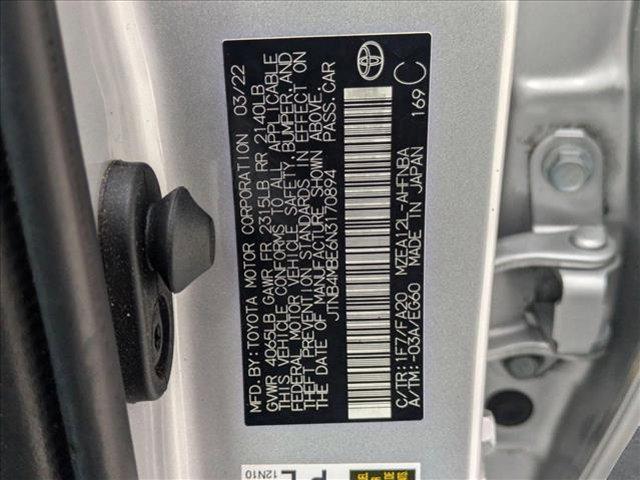 MFD. BY: TOYOTA MOTOR CORPORATION 03/22
GVWR 4065LB GAWR FR 2315LB RR 2140LB
THIS VEHICLE CONFORMS TO ALL APPLICABLE
FEDERAL MOTOR VEHICLE SAFETY, BUMPER, AND
THEFT PREVENTION STANDARDS IN EFFECT ON
THE DATE OF MANUFACTURE SHOWN ABOVE.
JTNB4MBE6N3170894 PASS. CAR
C/TR: 1F7/FA20 MZEA12L-AHFNBA 169 C
A/TM: -03A/EG60 MADE IN JAPAN
12N10